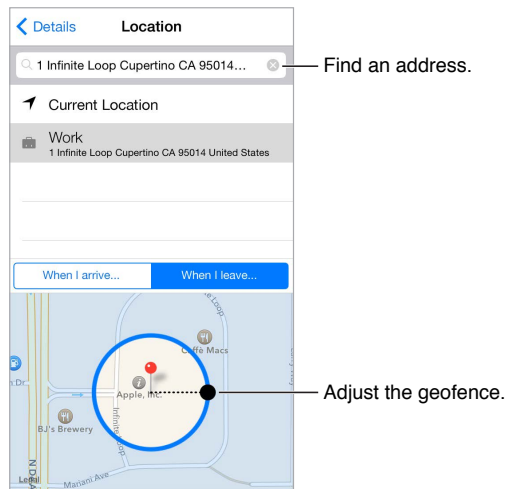 Details
Location
1 Infinite Loop Cupertino CA 95014…
Find an address.
Current Location
Work
1 Infinite Loop Cupertino CA 95014 United States
When I arrive...
When I leave...
Loop
Caffè Macs
Apple, Inc.
Adjust the geofence.
BJ's Brewery
Infinite Loop
Mariani Ave
Legal